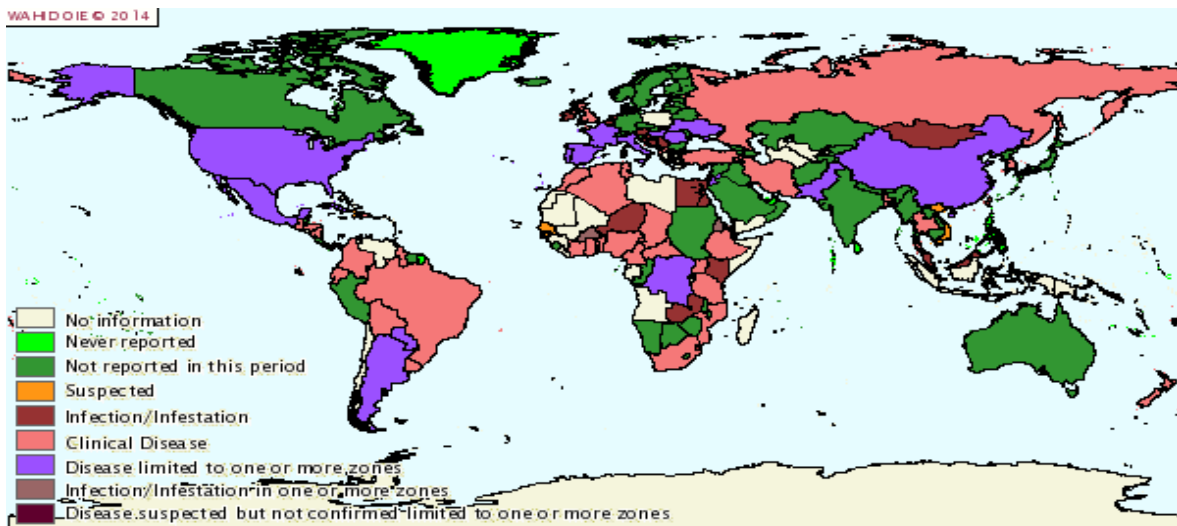 WAHID OIE © 2014
No information
Never reported
Not reported in this period
Suspected
Infection/Infestation
Clinical Disease
Disease limited to one or more zones
Infection/Infestation in one or more zones
Disease suspected but not confirmed limited to one or more zones